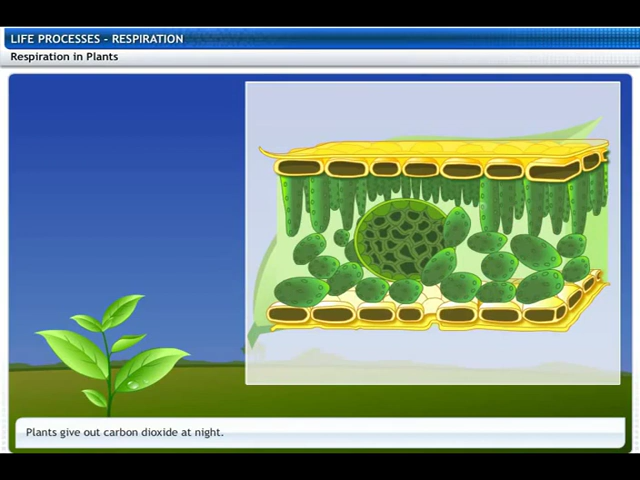 LIFE PROCESSES - RESPIRATION
Respiration in Plants
Plants give out carbon dioxide at night.